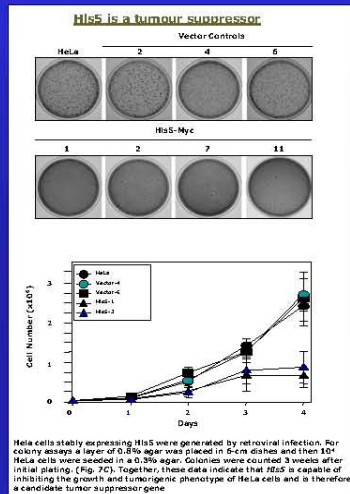 Hls5 is a tumour suppressor
Vector Controls
HeLa 2 4 6
Hls5-Myc
1 2 7 11
HeLa
Vector-4
Vector-6
Hls5-1
Hls5-2
Cell Number (x10⁶)
3
2
1
0
0 1 2 3 4
Days
Hela cells stably expressing Hls5 were generated by retroviral infection. For
colony assays a layer of 0.8% agar was placed in 6-cm dishes and then 10⁴
HeLa cells were seeded in a 0.3% agar. Colonies were counted 3 weeks after
initial plating. (Fig. 7C). Together, these data indicate that Hls5 is capable of
inhibiting the growth and tumorigenic phenotype of HeLa cells and is therefore
a candidate tumor suppressor gene